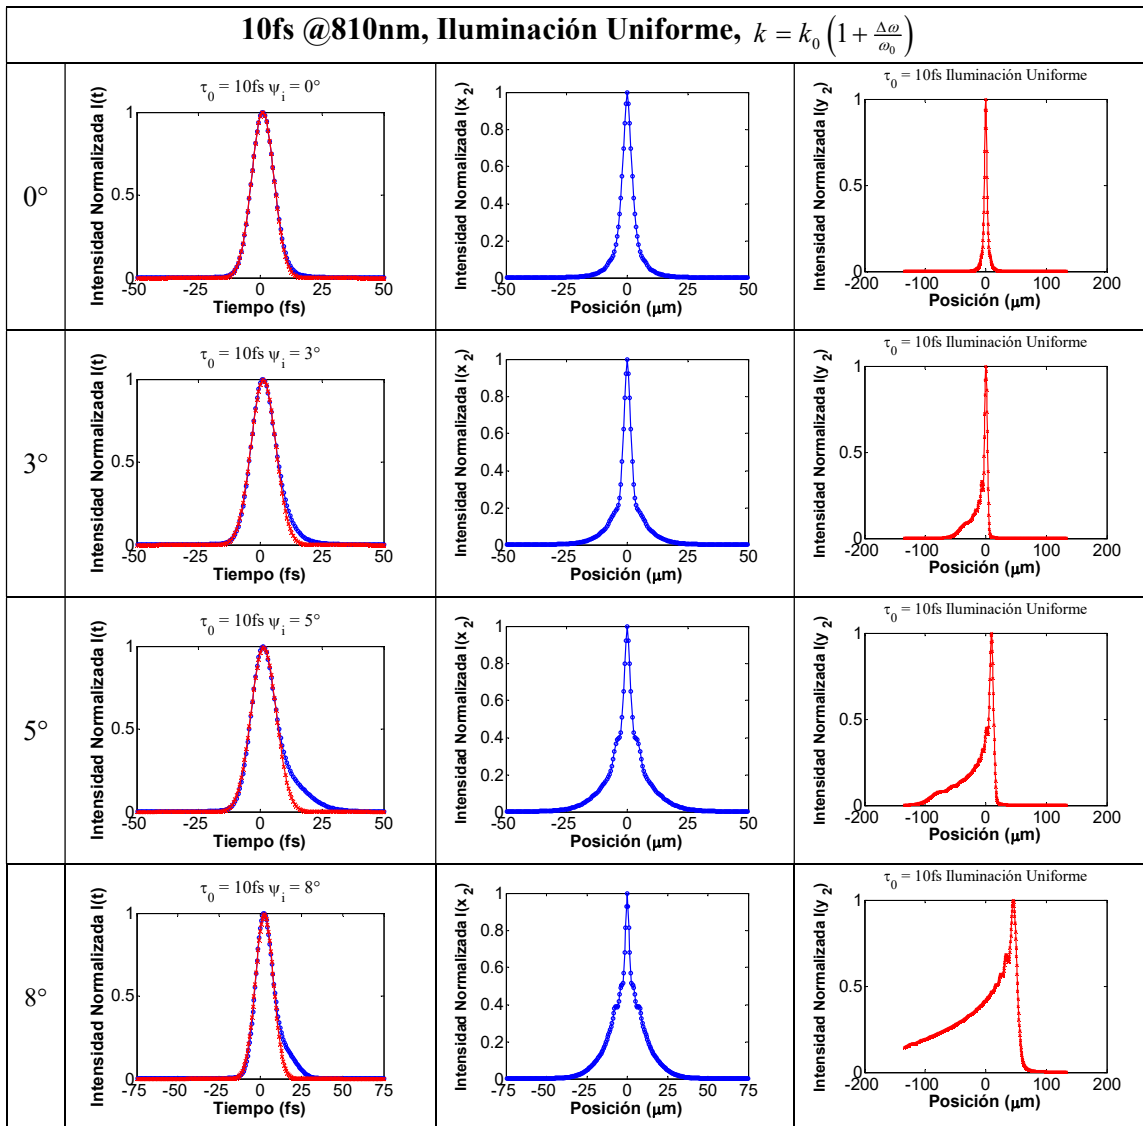 10fs @810nm, Iluminación Uniforme, k = k₀ (1 + Δω/ω₀)
0°
τ₀ = 10fs ψᵢ = 0°
Intensidad Normalizada I(t)
1
0.5
0
-50 -25 0 25 50
Tiempo (fs)
Intensidad Normalizada I(x₂)
1
0.8
0.6
0.4
0.2
0
-50 -25 0 25 50
Posición (μm)
τ₀ = 10fs Iluminación Uniforme
Intensidad Normalizada I(y₂)
1
0.5
0
-200 -100 0 100 200
Posición (μm)
3°
τ₀ = 10fs ψᵢ = 3°
Intensidad Normalizada I(t)
1
0.5
0
-50 -25 0 25 50
Tiempo (fs)
Intensidad Normalizada I(x₂)
1
0.8
0.6
0.4
0.2
0
-50 -25 0 25 50
Posición (μm)
τ₀ = 10fs Iluminación Uniforme
Intensidad Normalizada I(y₂)
1
0.5
0
-200 -100 0 100 200
Posición (μm)
5°
τ₀ = 10fs ψᵢ = 5°
Intensidad Normalizada I(t)
1
0.5
0
-50 -25 0 25 50
Tiempo (fs)
Intensidad Normalizada I(x₂)
1
0.8
0.6
0.4
0.2
0
-50 -25 0 25 50
Posición (μm)
τ₀ = 10fs Iluminación Uniforme
Intensidad Normalizada I(y₂)
1
0.5
0
-200 -100 0 100 200
Posición (μm)
8°
τ₀ = 10fs ψᵢ = 8°
Intensidad Normalizada I(t)
1
0.5
0
-75 -50 -25 0 25 50 75
Tiempo (fs)
Intensidad Normalizada I(x₂)
1
0.8
0.6
0.4
0.2
0
-75 -50 -25 0 25 50 75
Posición (μm)
τ₀ = 10fs Iluminación Uniforme
Intensidad Normalizada I(y₂)
1
0.5
0
-200 -100 0 100 200
Posición (μm)